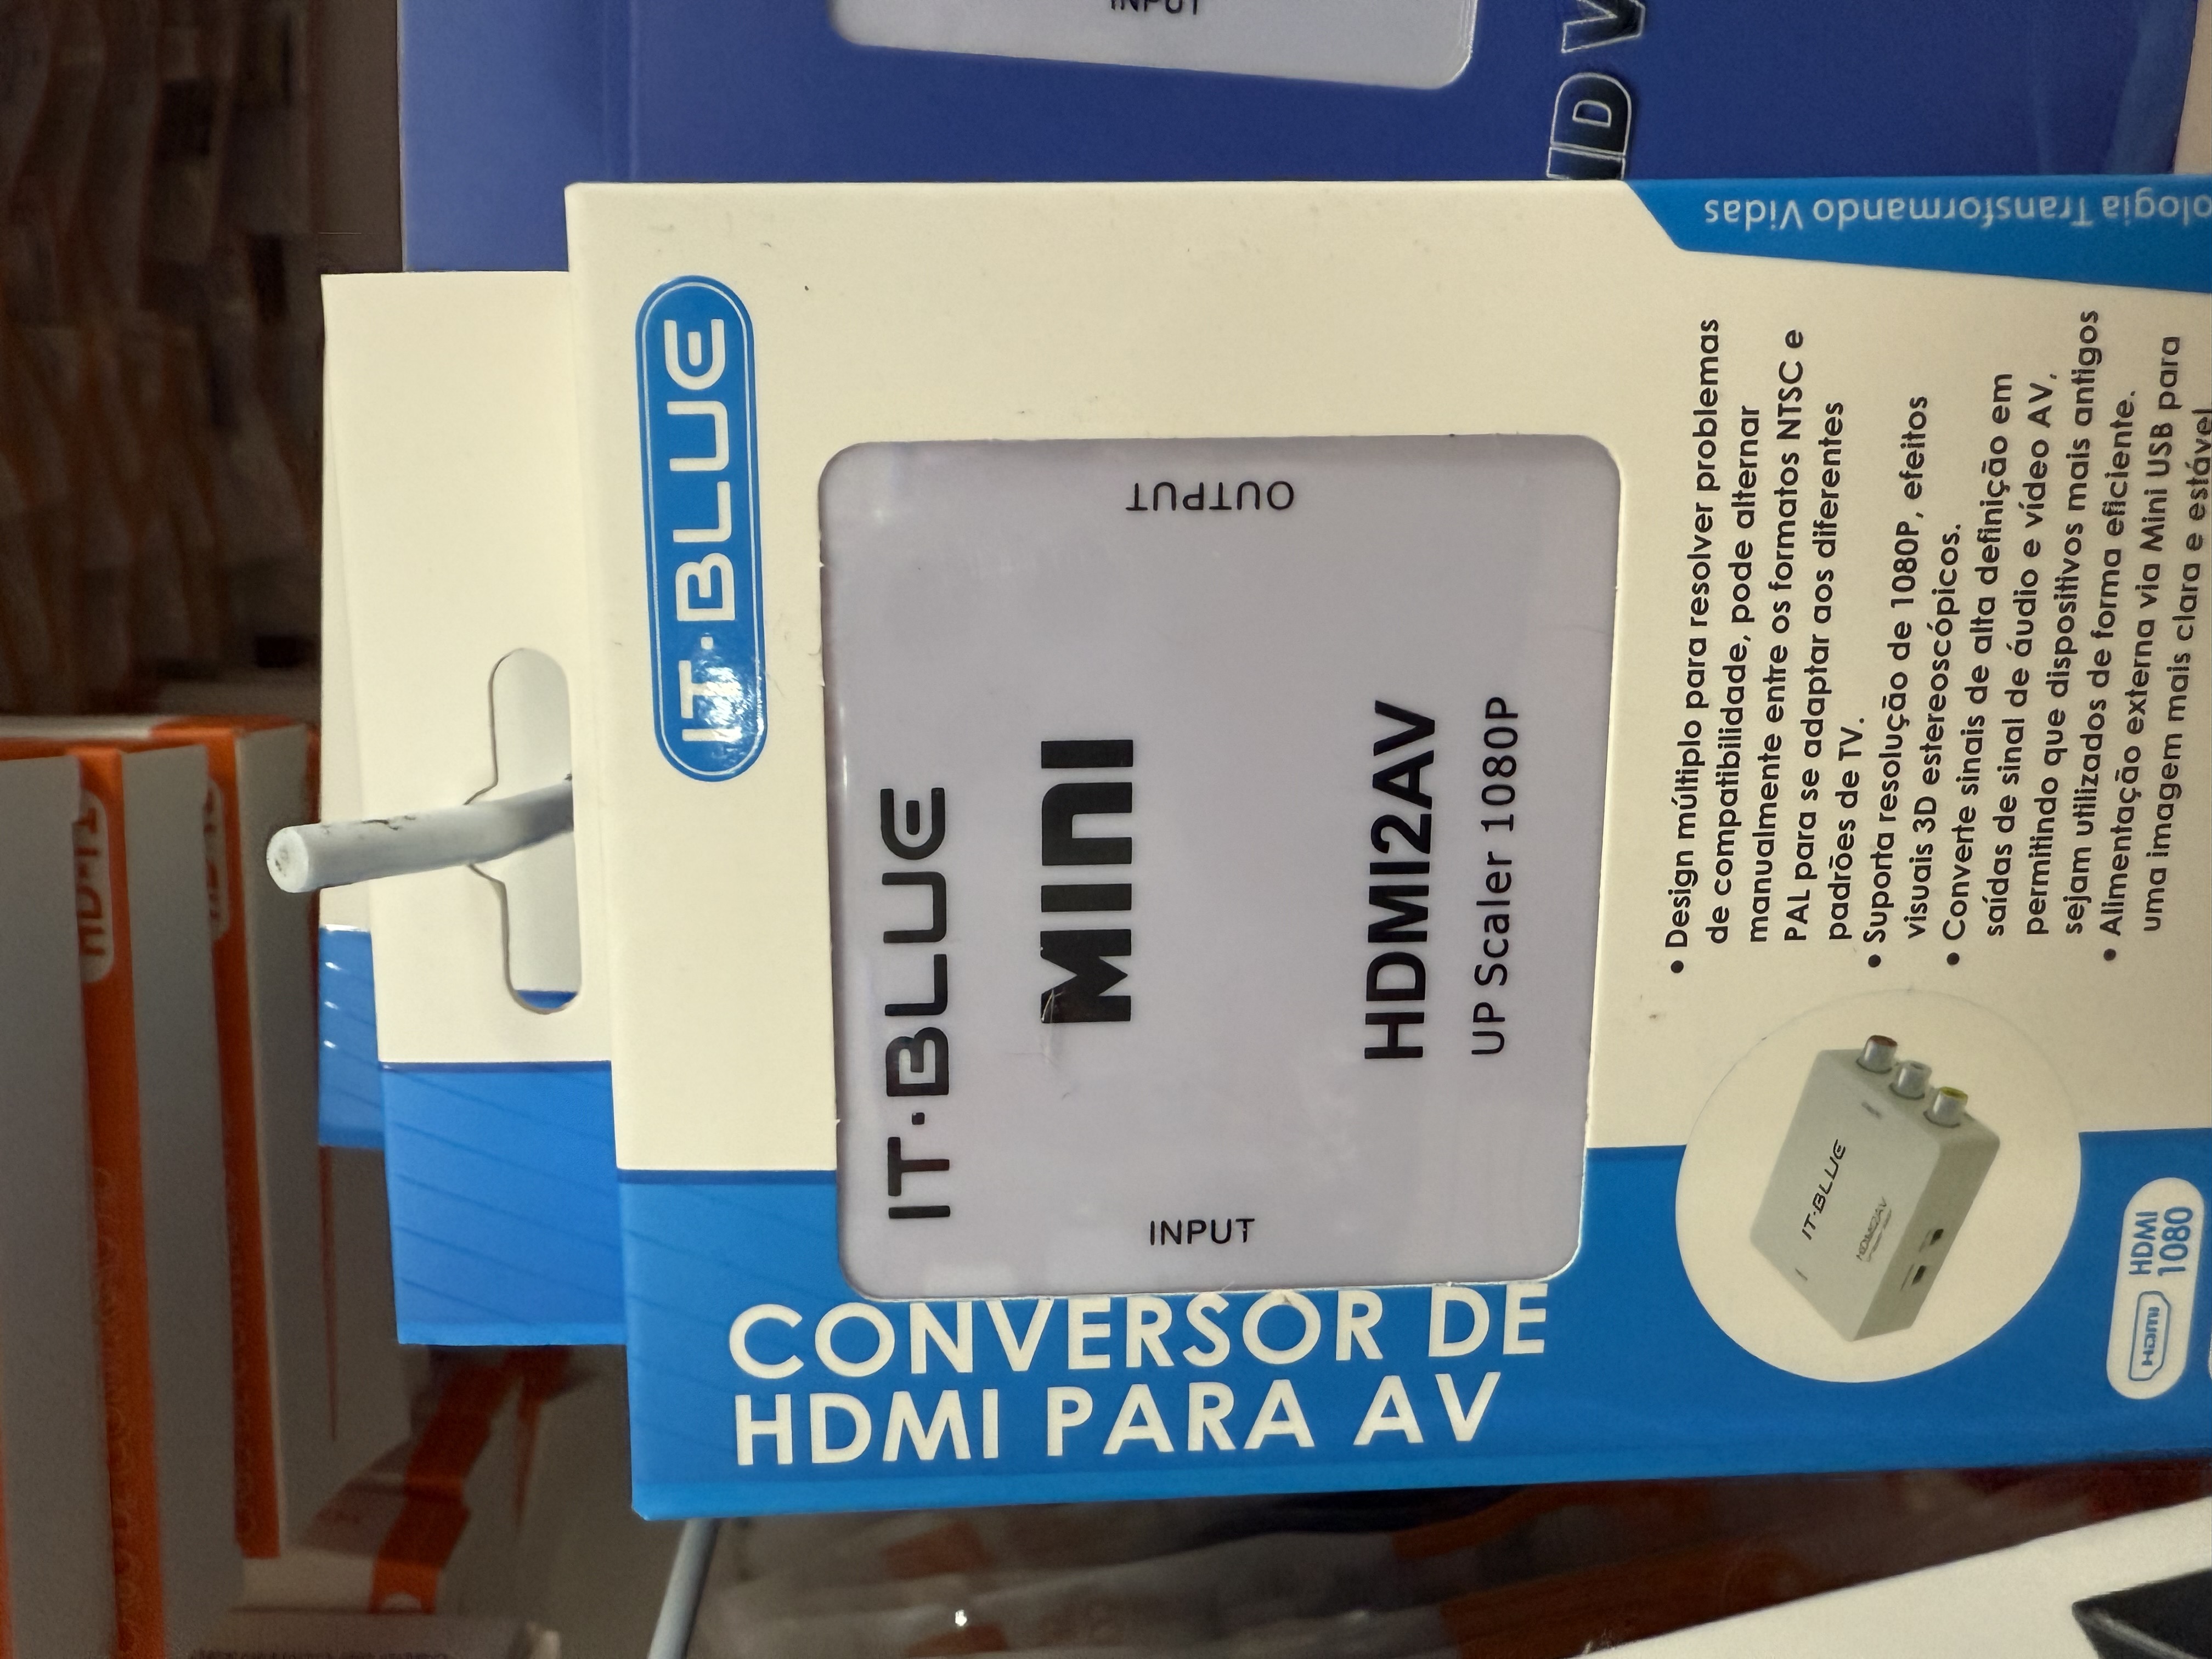 IT·BLUE
IT·BLUE
MINI
HDMI2AV
UP Scaler 1080P
INPUT
OUTPUT
CONVERSOR DE
HDMI PARA AV
• Design múltiplo para resolver problemas
de compatibilidade, pode alternar
manualmente entre os formatos NTSC e
PAL para se adaptar aos diferentes
padrões de TV.
• Suporta resolução de 1080P, efeitos
visuais 3D estereoscópicos.
• Converte sinais de alta definição em
saídas de sinal de áudio e vídeo AV,
permitindo que dispositivos mais antigos
sejam utilizados de forma eficiente.
• Alimentação externa via Mini USB para
uma imagem mais clara e estável
ologia Transformando Vidas
IT·BLUE
HDMI2AV
HDMI
HDMI
1080
INPUT